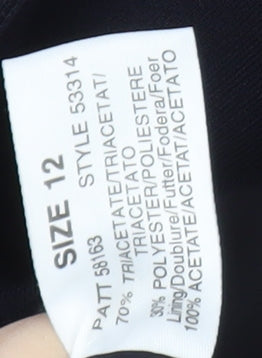 SIZE 12
PATT 58163 STYLE 53314
70% TRIACETATE/TRIACETAT/
TRIACETATO
30% POLYESTER/POLIESTERE
Lining/Doublure/Futter/Fodera/Foer
100% ACETATE/ACETAT/ACETATO